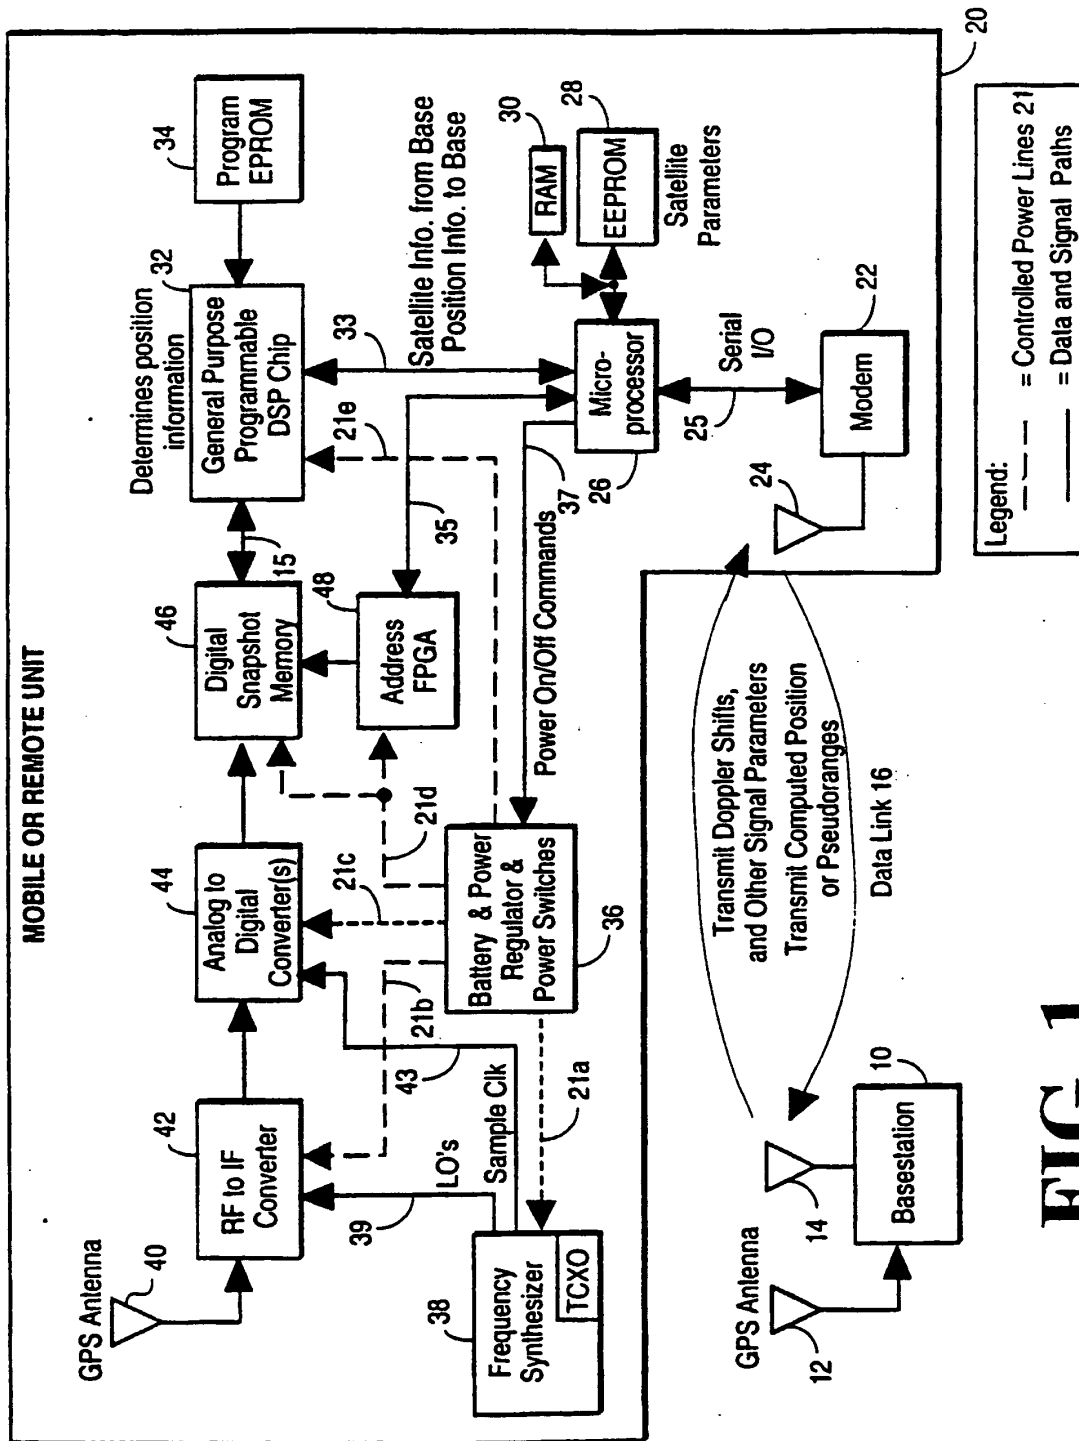 MOBILE OR REMOTE UNIT
GPS Antenna
40
42
RF to IF
Converter
44
Analog to
Digital
Converter(s)
46
Digital
Snapshot
Memory
15
Determines position
information
32
General Purpose
Programmable
DSP Chip
34
Program
EPROM
39
LO's
Sample Clk
43
21b
21c
21d
21e
48
Address
FPGA
35
33
Satellite Info. from Base
Position Info. to Base
38
Frequency
Synthesizer
TCXO
21a
Battery & Power
Regulator &
Power Switches
36
Power On/Off Commands
37
Micro-
processor
26
30
RAM
28
EEPROM
Satellite
Parameters
25
Serial
I/O
Modem
22
24
20
GPS Antenna
12
14
10
Basestation
Transmit Doppler Shifts,
and Other Signal Parameters
Transmit Computed Position
or Pseudoranges
Data Link 16
Legend:
= Controlled Power Lines 21
= Data and Signal Paths
FIG 1